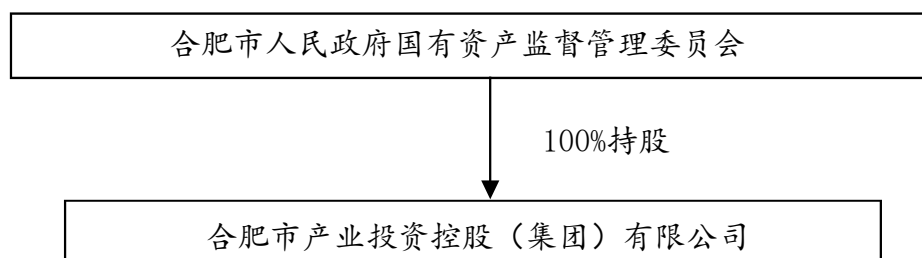 合肥市人民政府国有资产监督管理委员会
100%持股
合肥市产业投资控股（集团）有限公司